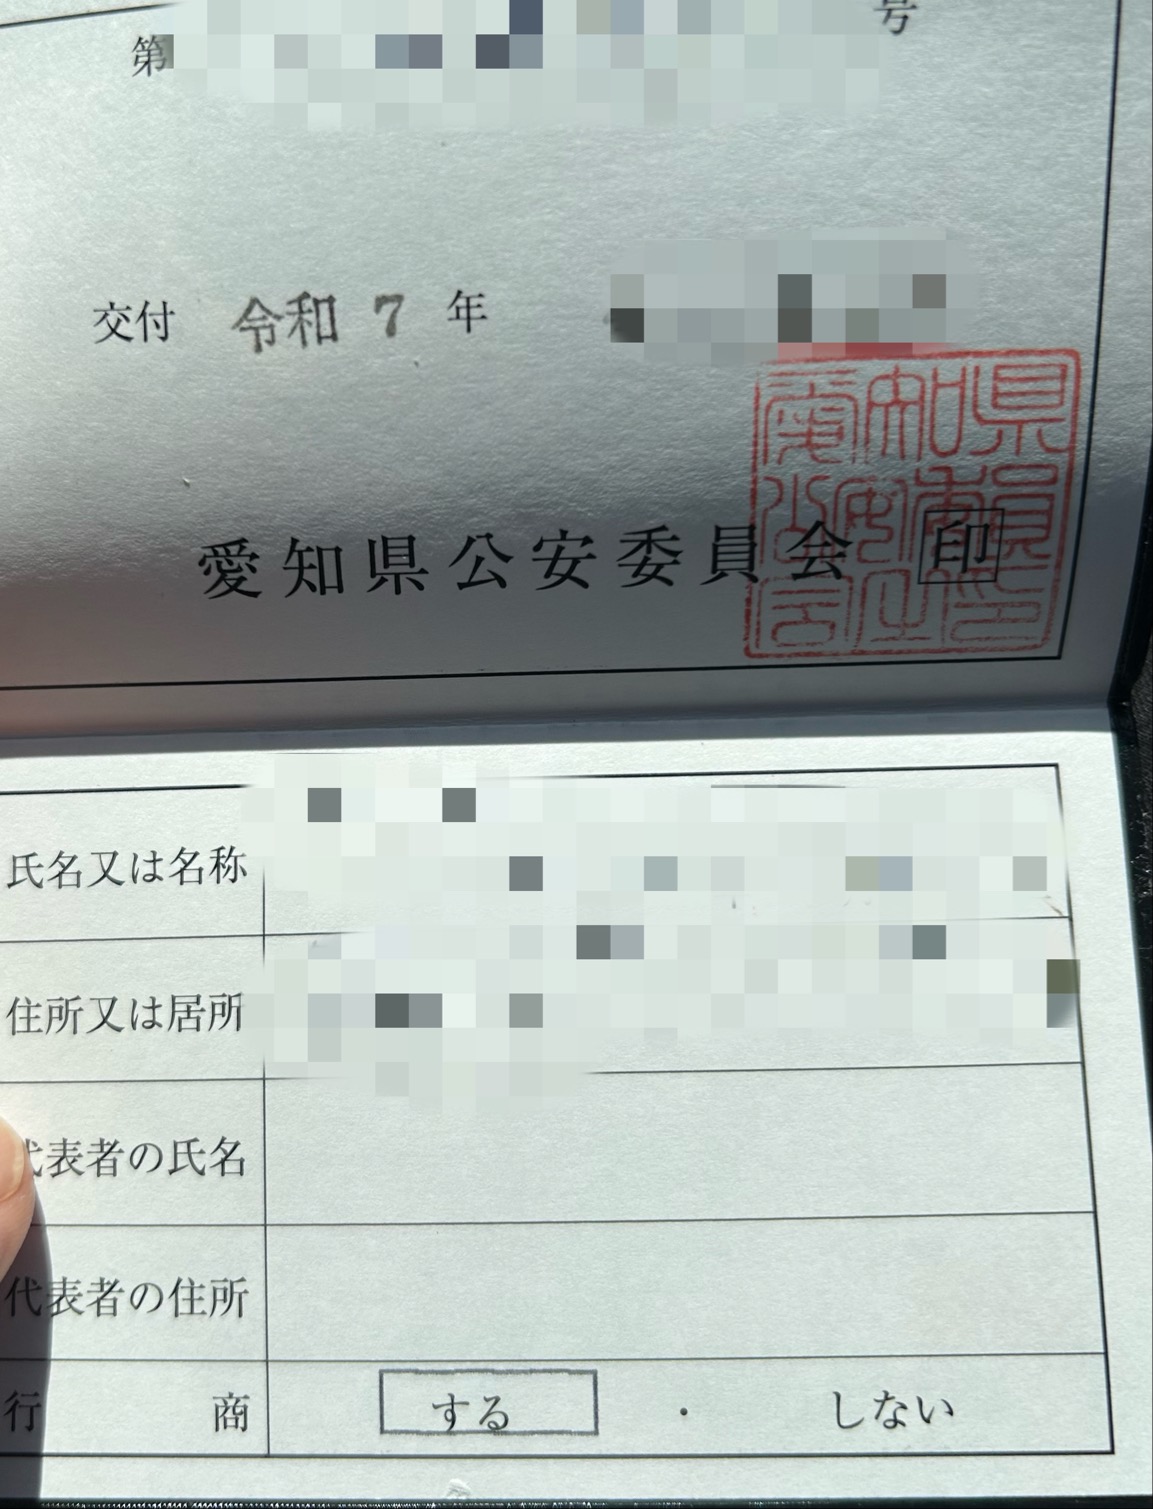 第
号
交付 令和 7 年
愛知県公安委員会 印
氏名又は名称
住所又は居所
代表者の氏名
代表者の住所
行商 する ・ しない